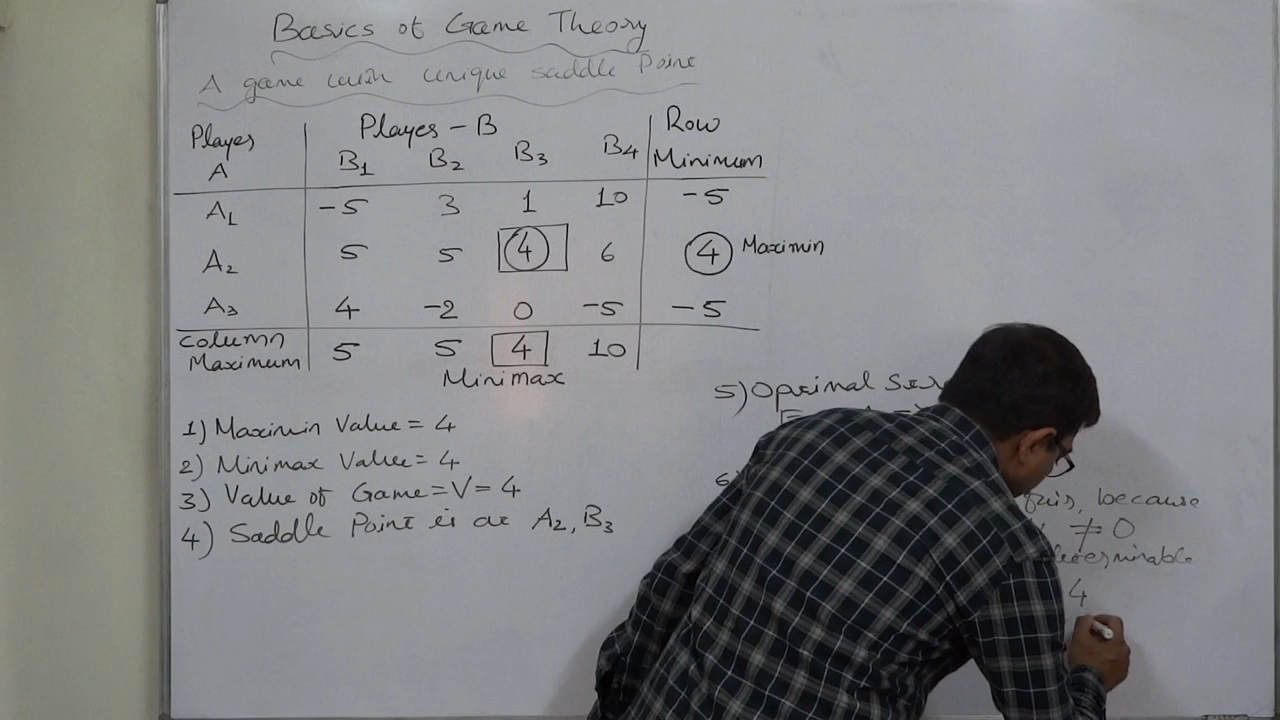 Basics of Game Theory
A game with unique saddle Point
Player A | Player - B | Row Minimum
B1 B2 B3 B4
A1 -5 3 1 10 -5
A2 5 5 4 6 4 Maximin
A3 4 -2 0 -5 -5
Column Maximum 5 5 4 10
Minimax
1) Maximin Value = 4
2) Minimax Value = 4
3) Value of Game = V = 4
4) Saddle Point is at A2, B3
5) Optimal
because
≠ 0
determinable
4